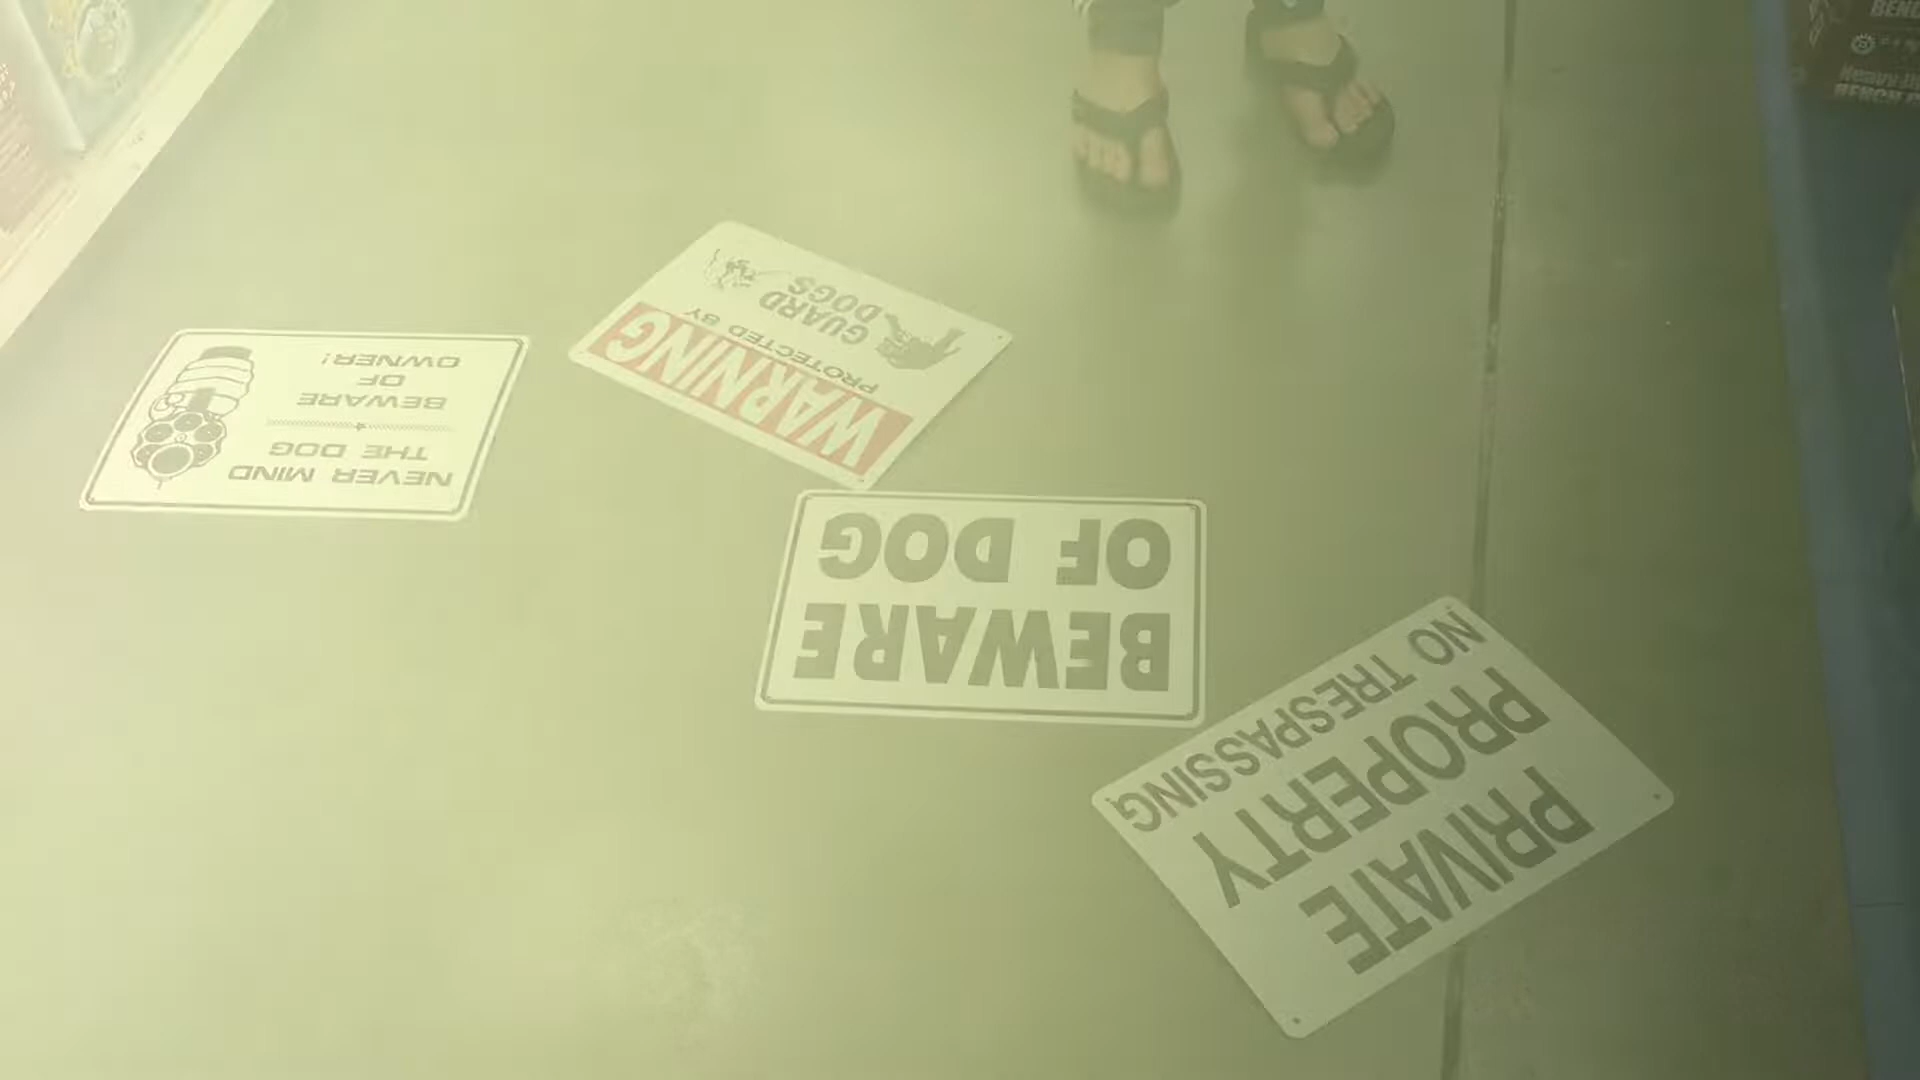 NEVER MIND
THE DOG
BEWARE
OF
OWNER!
WARNING
PROTECTED BY
GUARD
DOGS
BEWARE
OF DOG
PRIVATE
PROPERTY
NO TRESPASSING